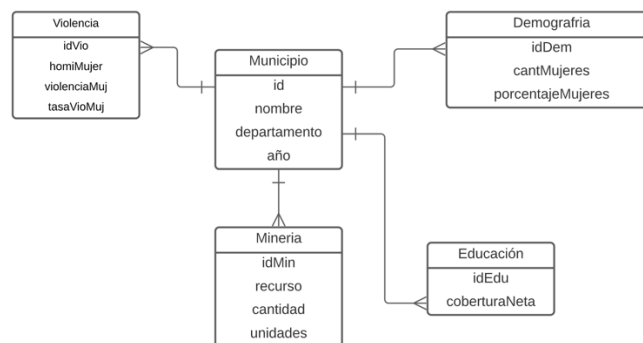 Violencia
idVio
homiMujer
violenciaMuj
tasaVioMuj
Municipio
id
nombre
departamento
año
Demografria
idDem
cantMujeres
porcentajeMujeres
Mineria
idMin
recurso
cantidad
unidades
Educación
idEdu
coberturaNeta